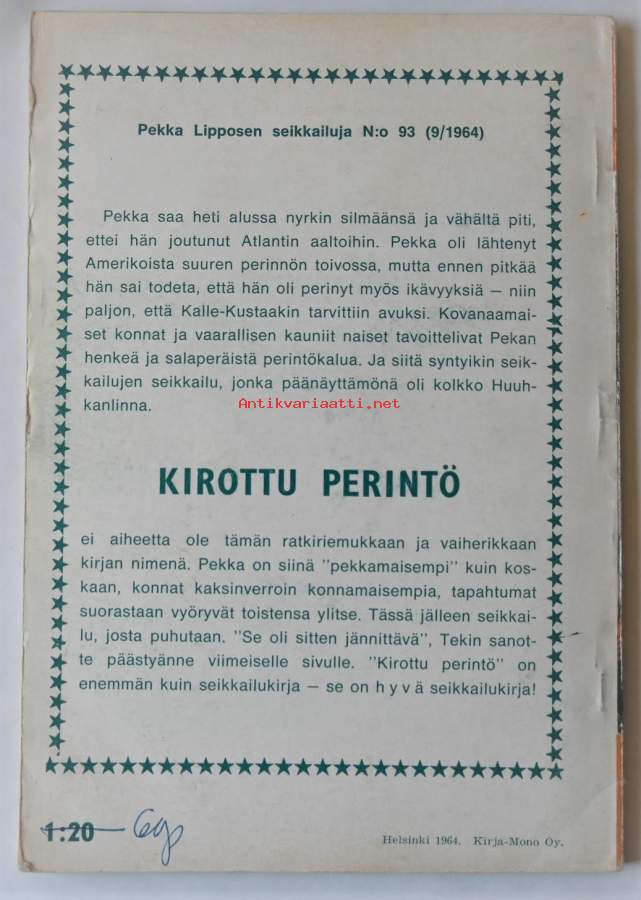 Pekka Lipposen seikkailuja N:o 93 (9/1964)
Pekka saa heti alussa nyrkin silmäänsä ja vähältä piti,
ettei hän joutunut Atlantin aaltoihin. Pekka oli lähtenyt
Amerikoista suuren perinnön toivossa, mutta ennen pitkää
hän sai todeta, että hän oli perinyt myös ikävyyksiä — niin
paljon, että Kalle-Kustaakin tarvittiin avuksi. Kovanaamai-
set konnat ja vaarallisen kauniit naiset tavoittelivat Pekan
henkeä ja salaperäistä perintökalua. Ja siitä syntyikin seik-
kailujen seikkailu, jonka päänäyttämönä oli kolkko Huuh-
kanlinna.
Antikvariaatti.net
KIROTTU PERINTÖ
ei aiheetta ole tämän ratkiriemukkaan ja vaiherikkaan
kirjan nimenä. Pekka on siinä "pekkamaisempi" kuin kos-
kaan, konnat kaksinverroin konnamaisempia, tapahtumat
suorastaan vyöryvät toistensa ylitse. Tässä jälleen seikkai-
lu, josta puhutaan. "Se oli sitten jännittävä", Tekin sanot-
te päästyänne viimeiselle sivulle. "Kirottu perintö" on
enemmän kuin seikkailukirja — se on h y v ä seikkailukirja!
1:20
Helsinki 1964. Kirja-Mono Oy.